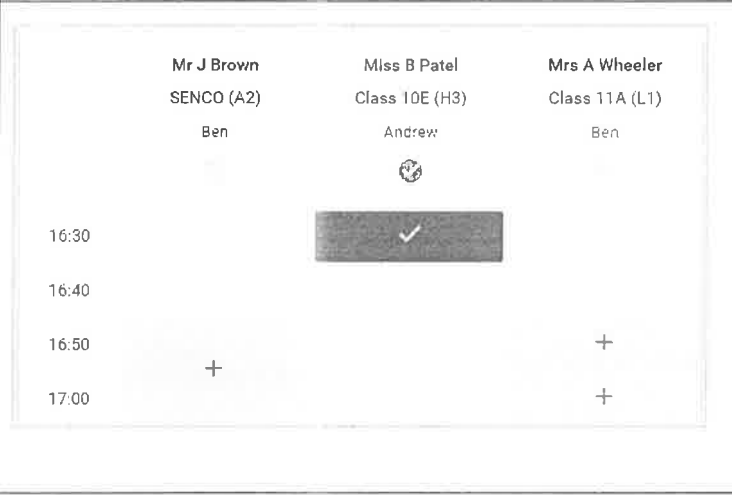 Mr J Brown Miss B Patel Mrs A Wheeler
SENCO (A2) Class 10E (H3) Class 11A (L1)
Ben Andrew Ben
16:30
16:40
16:50 +
+
17:00 +